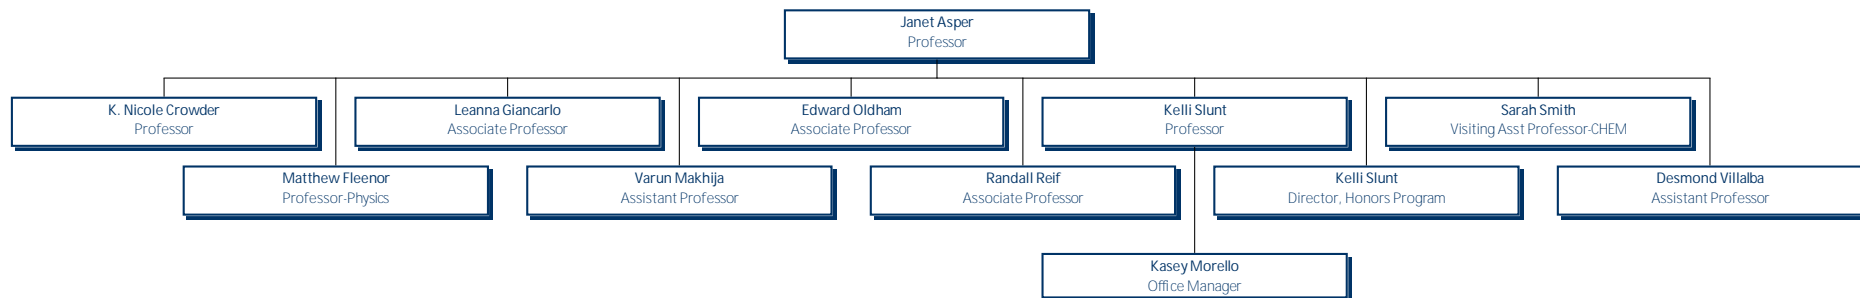 Janet Asper
Professor
K. Nicole Crowder
Professor
Leanna Giancarlo
Associate Professor
Edward Oldham
Associate Professor
Kelli Slunt
Professor
Sarah Smith
Visiting Asst Professor-CHEM
Matthew Fleenor
Professor-Physics
Varun Makhija
Assistant Professor
Randall Reif
Associate Professor
Kelli Slunt
Director, Honors Program
Desmond Villalba
Assistant Professor
Kasey Morello
Office Manager